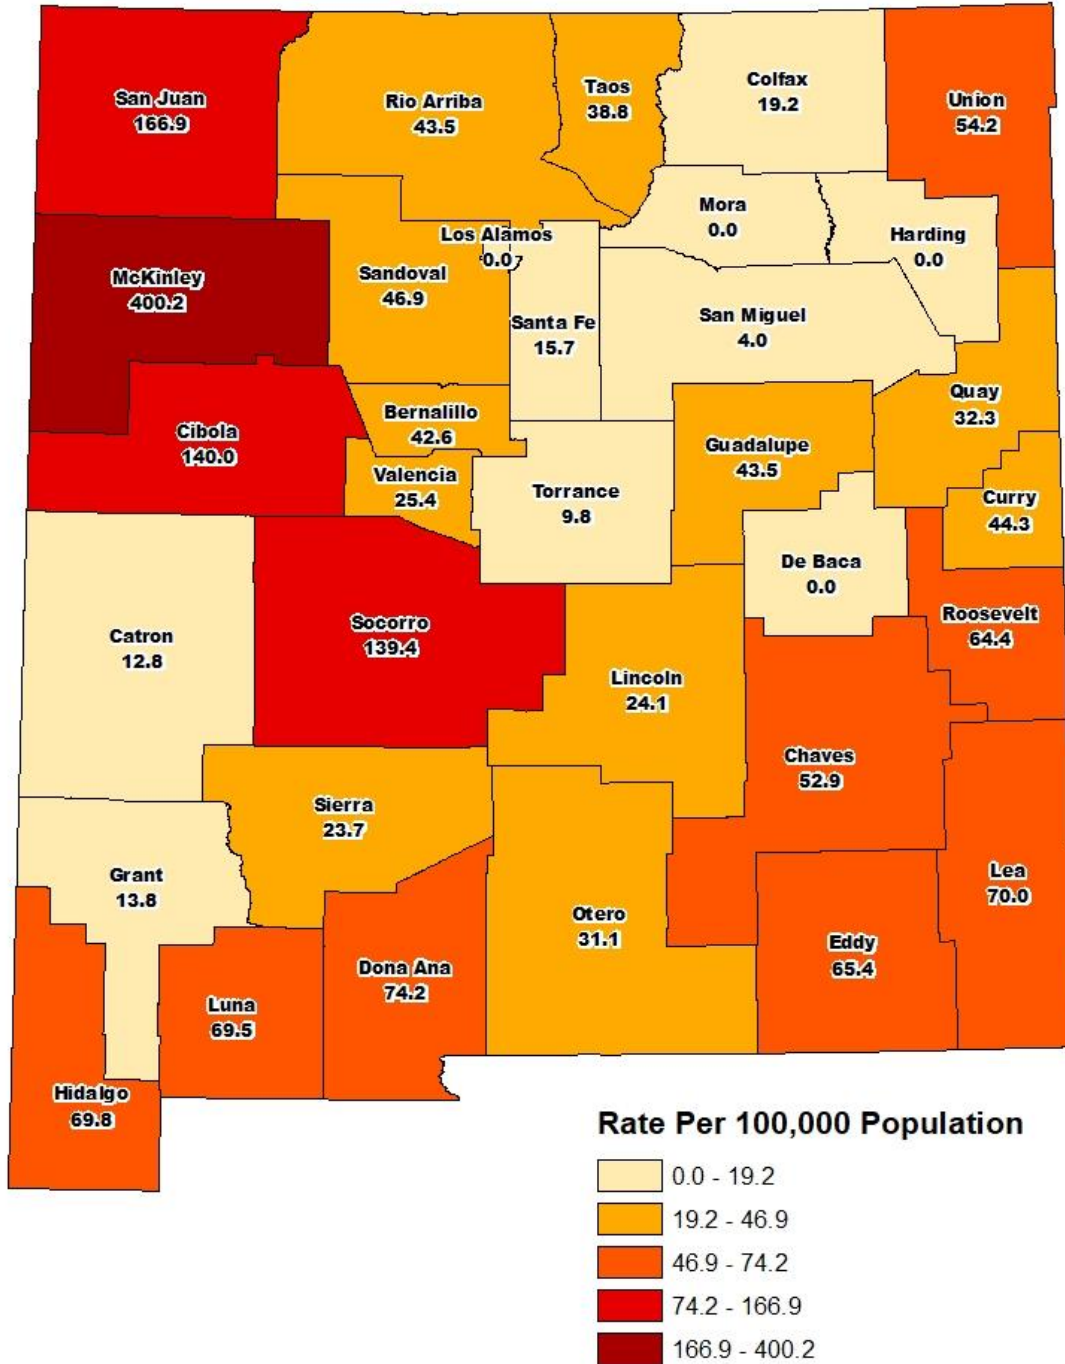 San Juan
166.9
Rio Arriba
43.5
Taos
38.8
Colfax
19.2
Union
54.2
Mora
0.0
Harding
0.0
Los Alamos
0.0
McKinley
400.2
Sandoval
46.9
Santa Fe
15.7
San Miguel
4.0
Quay
32.3
Cibola
140.0
Bernalillo
42.6
Guadalupe
43.5
Valencia
25.4
Torrance
9.8
Curry
44.3
De Baca
0.0
Roosevelt
64.4
Catron
12.8
Socorro
139.4
Lincoln
24.1
Chaves
52.9
Sierra
23.7
Grant
13.8
Lea
70.0
Otero
31.1
Eddy
65.4
Dona Ana
74.2
Luna
69.5
Hidalgo
69.8
Rate Per 100,000 Population
0.0 - 19.2
19.2 - 46.9
46.9 - 74.2
74.2 - 166.9
166.9 - 400.2